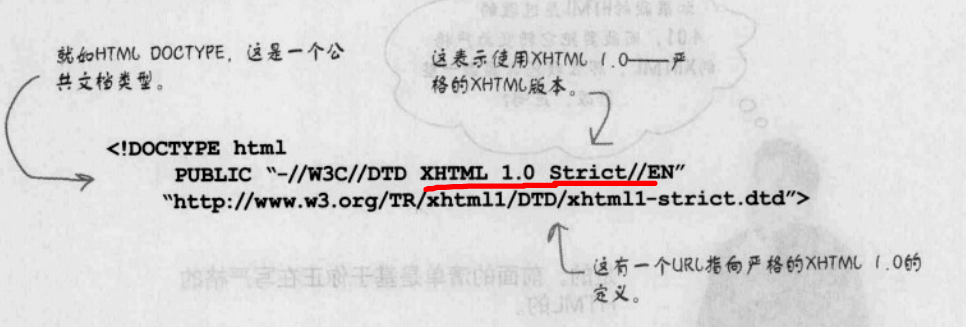 就如HTML DOCTYPE，这是一个公
共文档类型。
这表示使用XHTML 1.0——严
格的XHTML版本。
<!DOCTYPE html
PUBLIC “-//W3C//DTD XHTML 1.0 Strict//EN”
“http://www.w3.org/TR/xhtml1/DTD/xhtml1-strict.dtd”>
这有一个URL指向严格的XHTML 1.0的
定义。